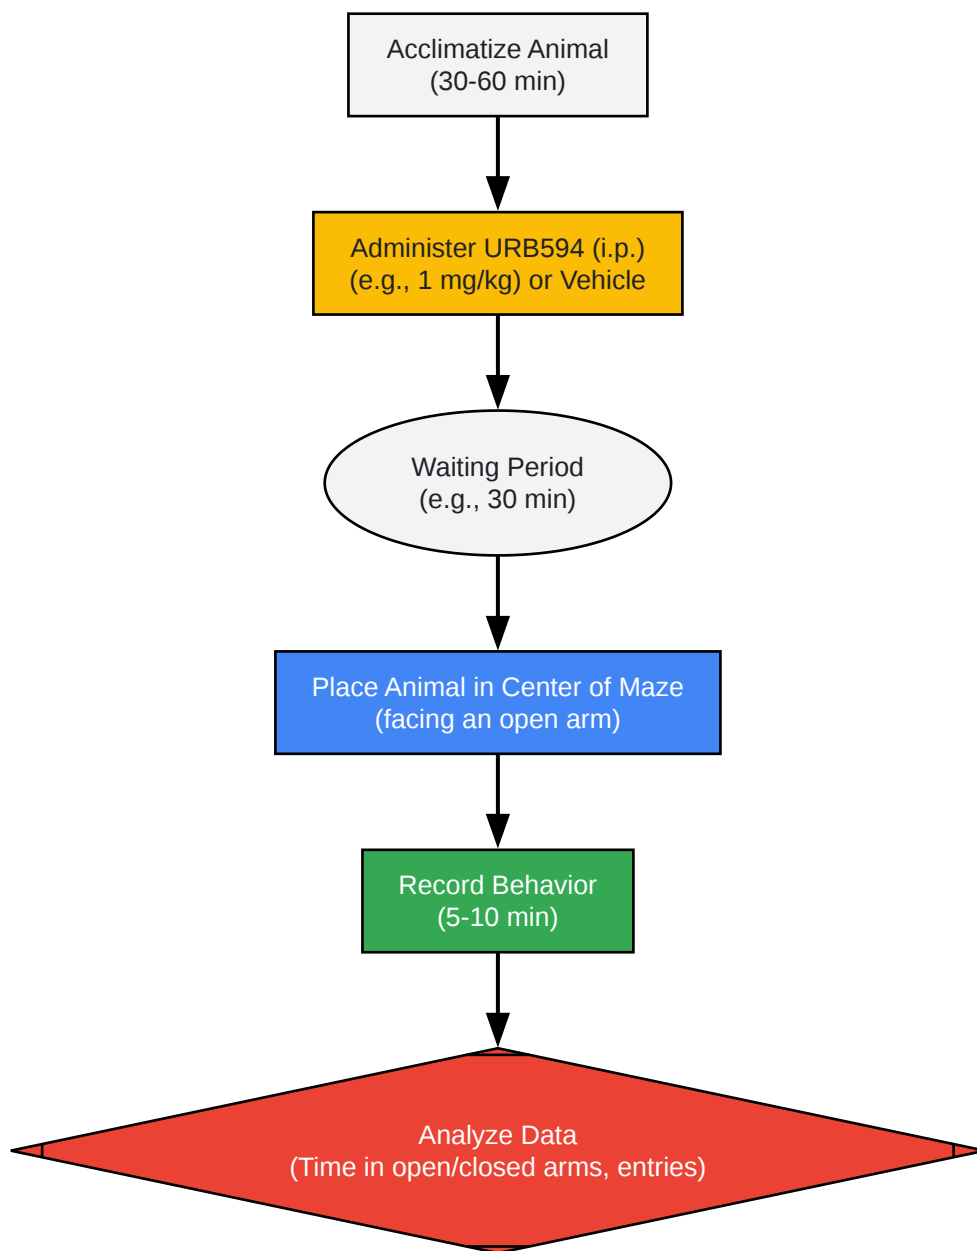 Acclimatize Animal
(30-60 min)
Administer URB594 (i.p.)
(e.g., 1 mg/kg) or Vehicle
Waiting Period
(e.g., 30 min)
Place Animal in Center of Maze
(facing an open arm)
Record Behavior
(5-10 min)
Analyze Data
(Time in open/closed arms, entries)